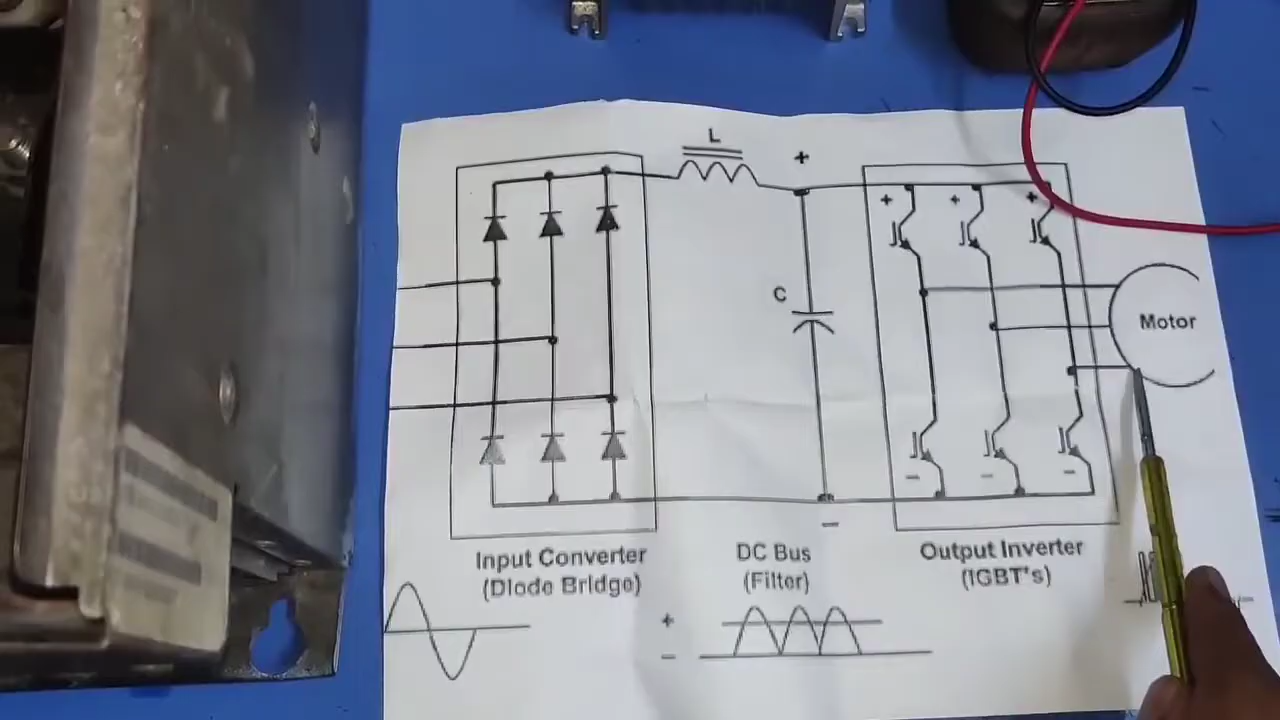 L
+
+
+
+
C
Motor
−
−
−
−
Input Converter
(Diode Bridge)
DC Bus
(Filter)
Output Inverter
(IGBT's)
+
−